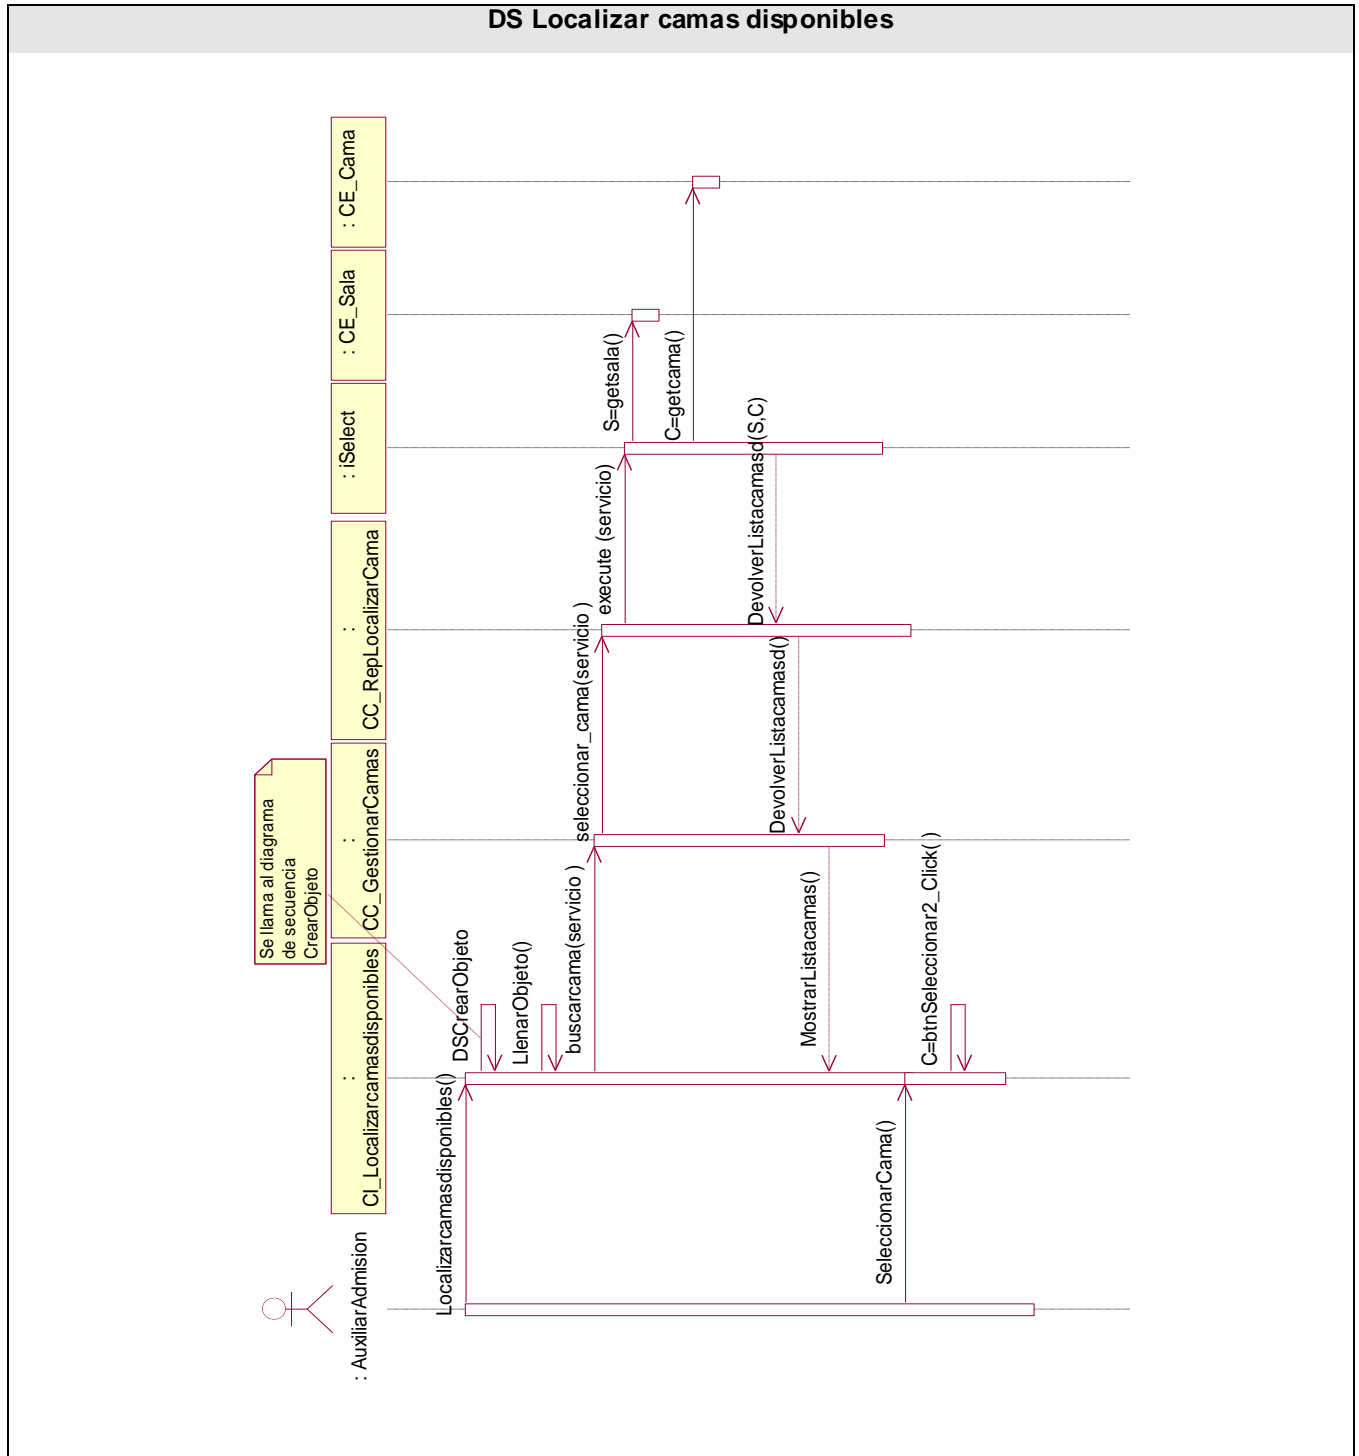 DS Localizar camas disponibles
: AuxiliarAdmision
:
CI_Localizarcamasdisponibles
:
CC_GestionarCamas
:
CC_RepLocalizarCama
: iSelect
: CE_Sala
: CE_Cama
Se llama al diagrama
de secuencia
CrearObjeto
Localizarcamasdisponibles()
DSCrearObjeto
LlenarObjeto()
buscarcama(servicio )
seleccionar_cama(servicio )
execute (servicio)
S=getsala()
C=getcama()
DevolverListacamasd(S,C)
DevolverListacamasd()
MostrarListacamas()
SeleccionarCama()
C=btnSeleccionar2_Click( )